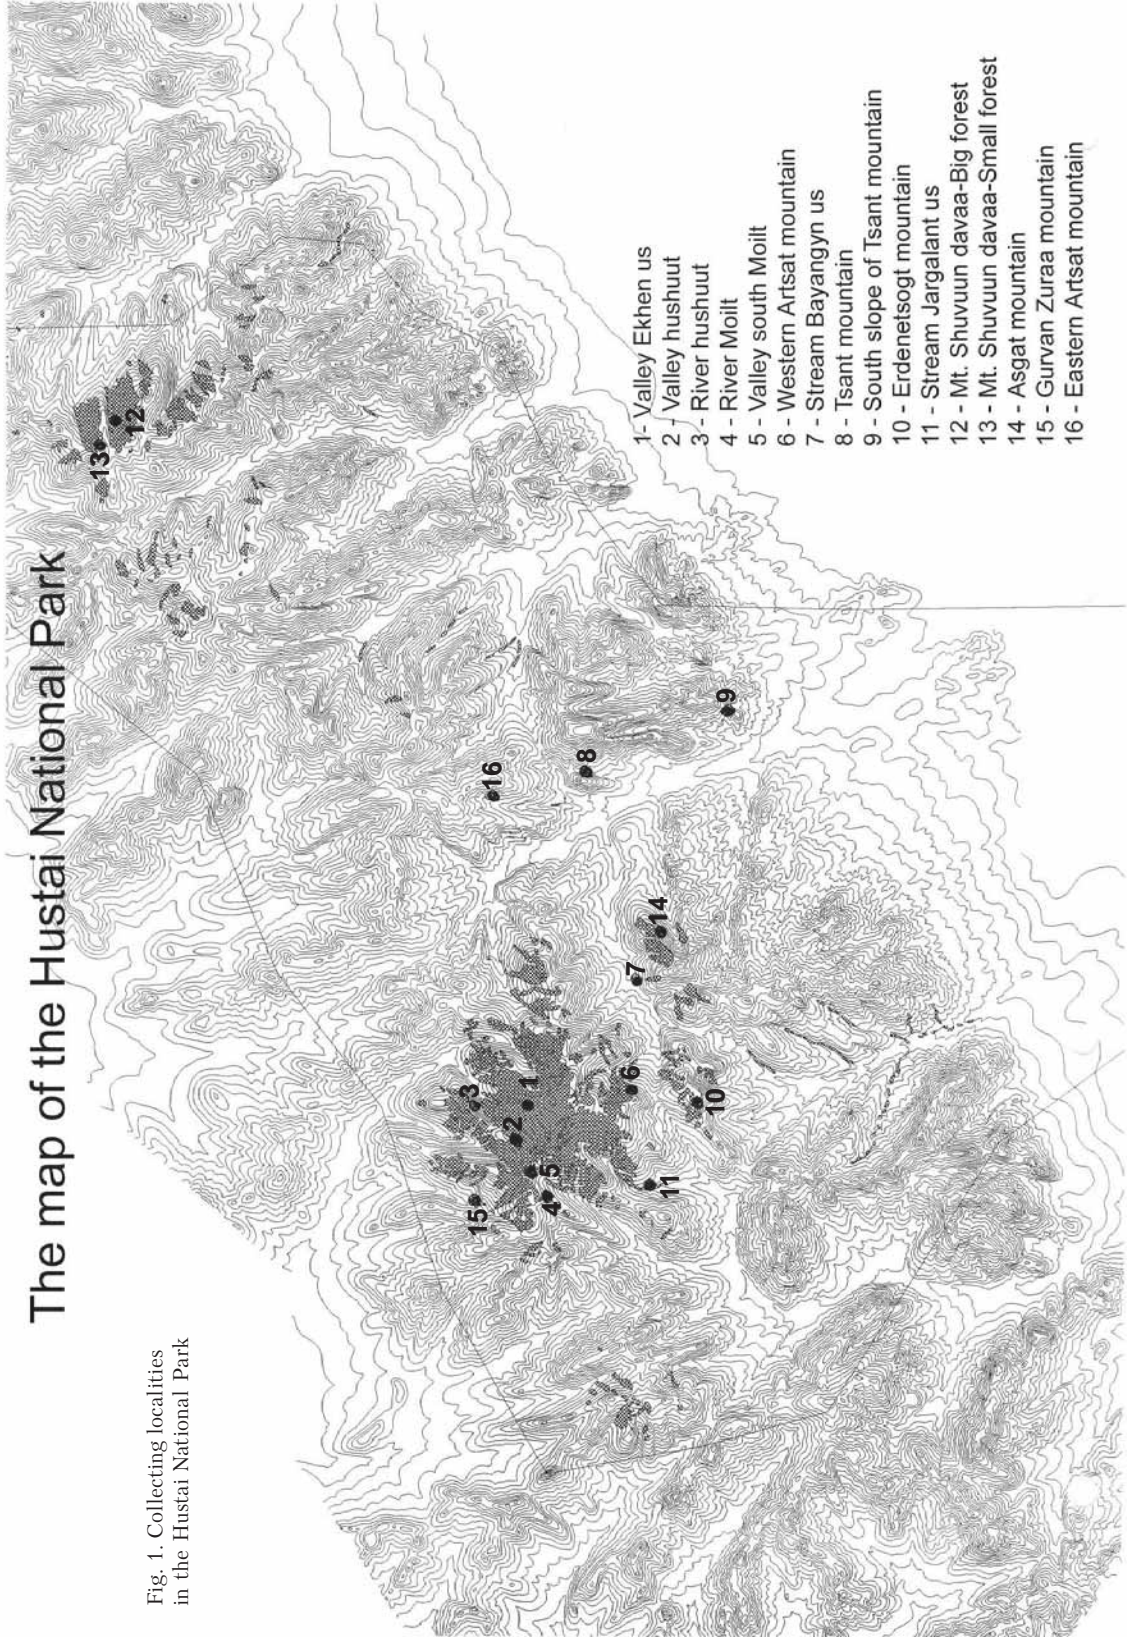 The map of the Hustai National Park
Fig. 1. Collecting localities
in the Hustai National Park
13
12
16
8
9
3
1
2
5
4
15
6
7
14
10
11
1- Valley Ekhen us
2 - Valley hushuut
3 - River hushuut
4 - River Moilt
5 - Valley south Moilt
6 - Western Artsat mountain
7 - Stream Bayangyn us
8 - Tsant mountain
9 - South slope of Tsant mountain
10 - Erdenetsogt mountain
11 - Stream Jargalant us
12 - Mt. Shuvuun davaa-Big forest
13 - Mt. Shuvuun davaa-Small forest
14 - Asgat mountain
15 - Gurvan Zuraa mountain
16 - Eastern Artsat mountain